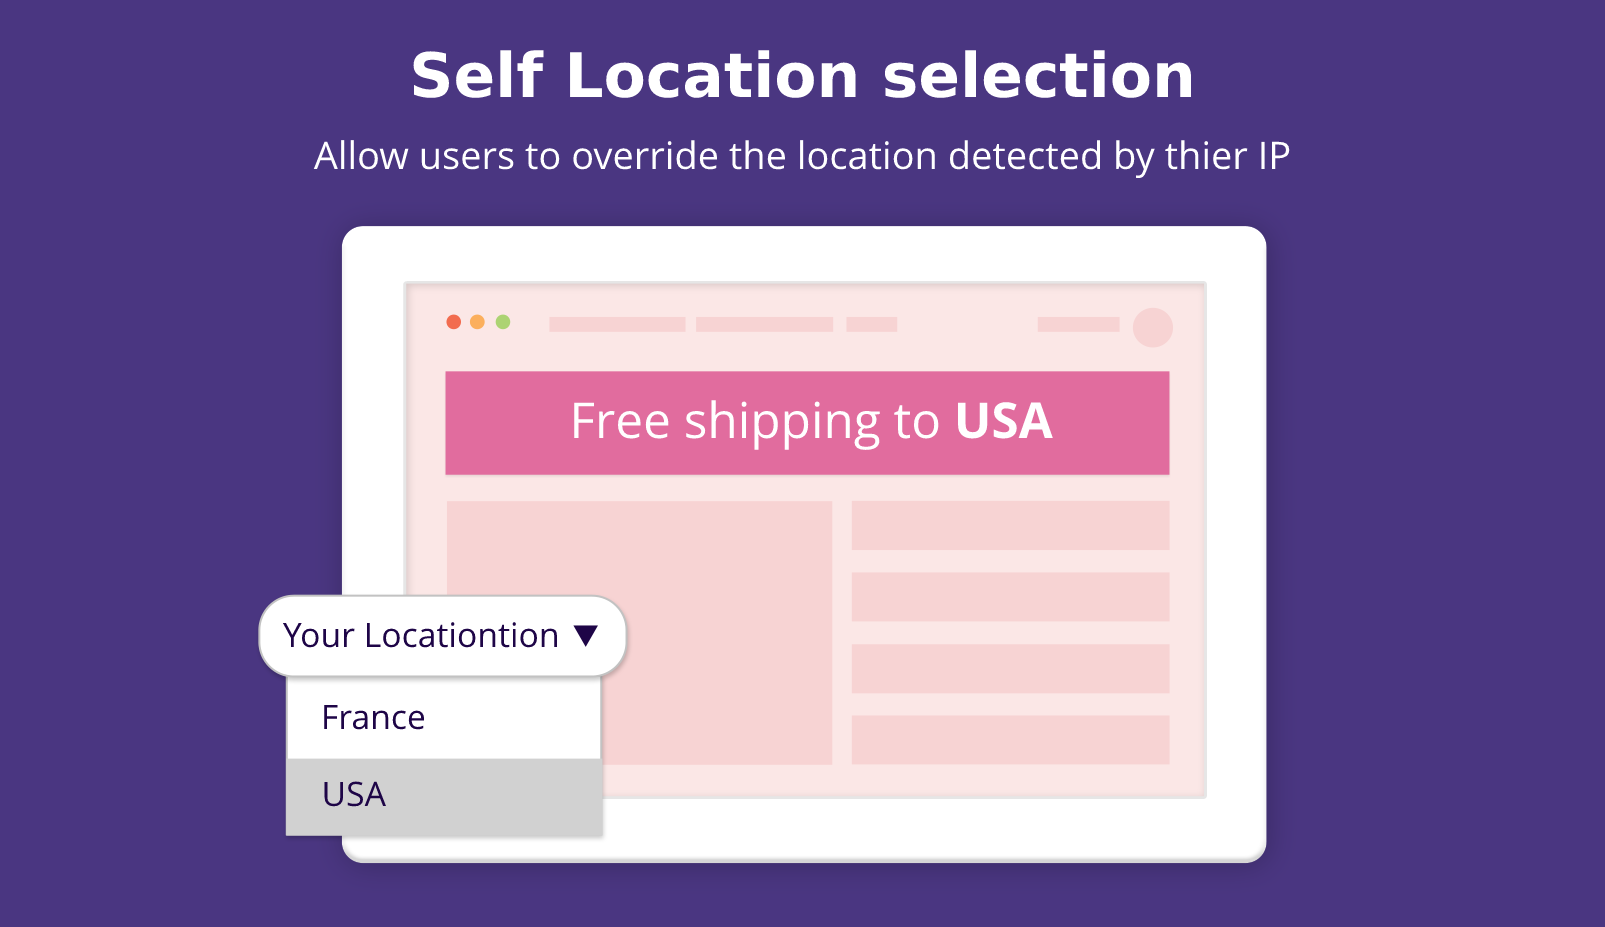 Self Location selection
Allow users to override the location detected by thier IP
Free shipping to USA
Your Locationtion ▼
France
USA